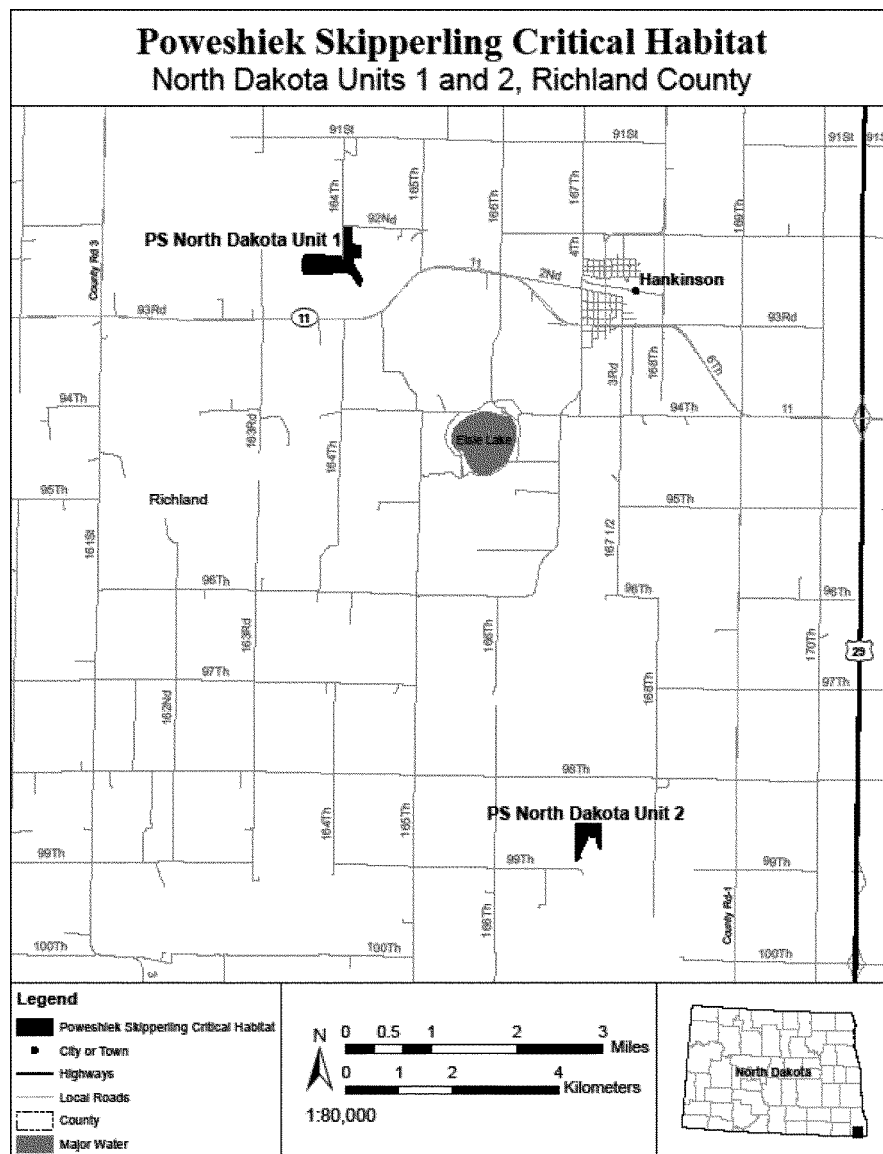 Poweshiek Skipperling Critical Habitat
North Dakota Units 1 and 2, Richland County
91St
91St
91St
91S
164Th
165Th
166Th
167Th
169Th
92Nd
PS North Dakota Unit 1
County Rd 3
4Th
11
2Nd
Hankinson
93Rd
11
93Rd
3Rd
168Th
5Th
94Th
163Rd
94Th
11
164Th
Elsie Lake
95Th
Richland
95Th
161St
167 1/2
96Th
96Th
96Th
163Rd
166Th
170Th
29
97Th
168Th
97Th
162Nd
98Th
PS North Dakota Unit 2
164Th
165Th
99Th
99Th
99Th
166Th
County Rd-1
100Th
100Th
100Th
Legend
Poweshiek Skipperling Critical Habitat
City or Town
Highways
Local Roads
County
Major Water
N
0 0.5 1 2 3
Miles
0 1 2 4
Kilometers
1:80,000
North Dakota